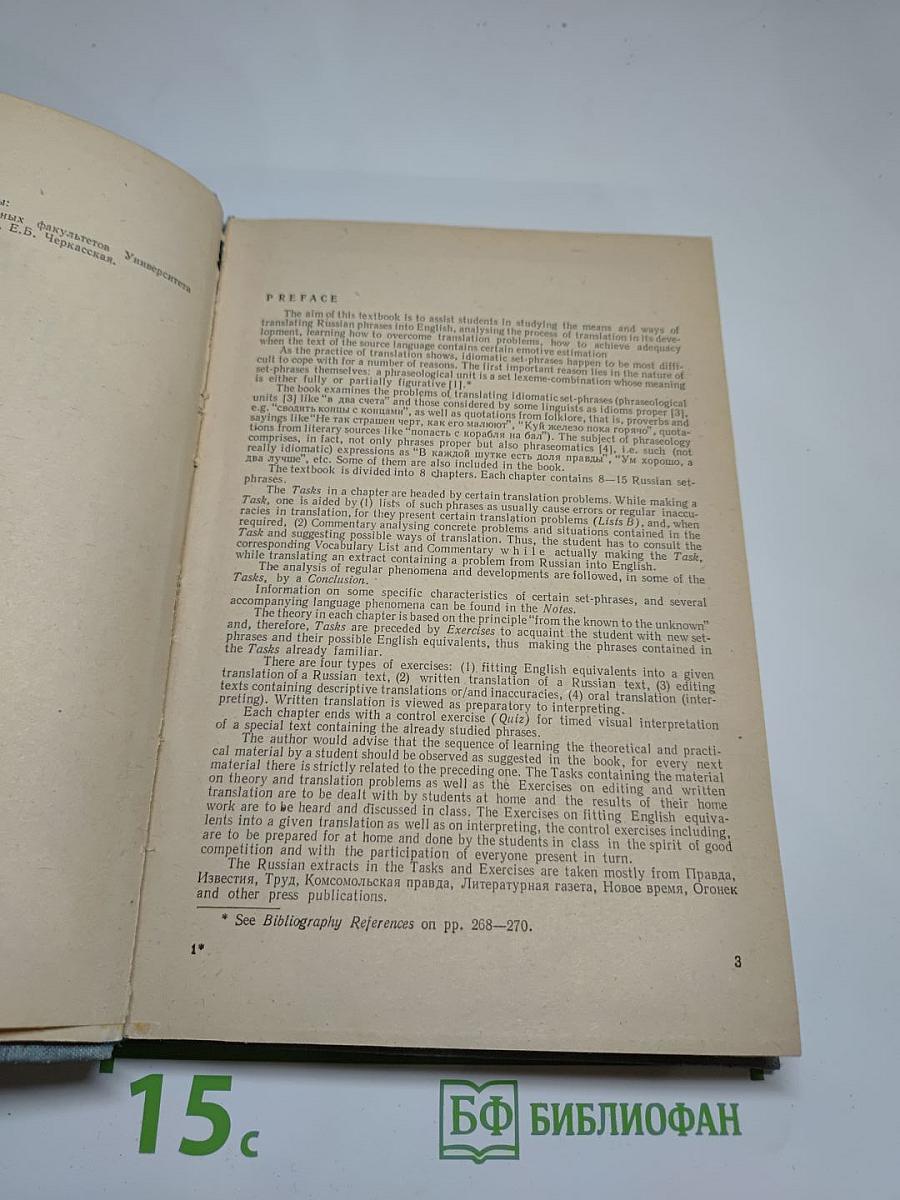 ы:
ных факультетов Университета
Е.Б. Черкасская.
PREFACE
The aim of this textbook is to assist students in studying the means and ways of
translating Russian phrases into English, analysing the process of translation in its deve-
lopment, learning how to overcome translation problems, how to achieve adequacy
when the text of the source language contains certain emotive estimation
As the practice of translation shows, idiomatic set-phrases happen to be most diffi-
cult to cope with for a number of reasons. The first important reason lies in the nature of
set-phrases themselves: a phraseological unit is a set lexeme-combination whose meaning
is either fully or partially figurative [1].*
The book examines the problems of translating idiomatic set-phrases (phraseological
units [3] like "в два счета" and those considered by some linguists as idioms proper [3],
e.g. "сводить концы с концами", as well as quotations from folklore, that is, proverbs and
sayings like "Не так страшен черт, как его малюют", "Куй железо пока горячо", quota-
tions from literary sources like "попасть с корабля на бал"). The subject of phraseology
comprises, in fact, not only phrases proper but also phraseomatics [4], i.e. such (not
really idiomatic) expressions as "В каждой шутке есть доля правды", "Ум хорошо, а
два лучше", etc. Some of them are also included in the book.
The textbook is divided into 8 chapters. Each chapter contains 8—15 Russian set-
phrases.
The Tasks in a chapter are headed by certain translation problems. While making a
Task, one is aided by (1) lists of such phrases as usually cause errors or regular inaccu-
racies in translation, for they present certain translation problems (Lists B), and, when
required, (2) Commentary analysing concrete problems and situations contained in the
Task and suggesting possible ways of translation. Thus, the student has to consult the
corresponding Vocabulary List and Commentary while actually making the Task,
while translating an extract containing a problem from Russian into English.
The analysis of regular phenomena and developments are followed, in some of the
Tasks, by a Conclusion.
Information on some specific characteristics of certain set-phrases, and several
accompanying language phenomena can be found in the Notes.
The theory in each chapter is based on the principle "from the known to the unknown"
and, therefore, Tasks are preceded by Exercises to acquaint the student with new set-
phrases and their possible English equivalents, thus making the phrases contained in
the Tasks already familiar.
There are four types of exercises: (1) fitting English equivalents into a given
translation of a Russian text, (2) written translation of a Russian text, (3) editing
texts containing descriptive translations or/and inaccuracies, (4) oral translation (inter-
preting). Written translation is viewed as preparatory to interpreting.
Each chapter ends with a control exercise (Quiz) for timed visual interpretation
of a special text containing the already studied phrases.
The author would advise that the sequence of learning the theoretical and practi-
cal material by a student should be observed as suggested in the book, for every next
material there is strictly related to the preceding one. The Tasks containing the material
on theory and translation problems as well as the Exercises on editing and written
translation are to be dealt with by students at home and the results of their home
work are to be heard and discussed in class. The Exercises on fitting English equiva-
lents into a given translation as well as on interpreting, the control exercises including,
are to be prepared for at home and done by the students in class in the spirit of good
competition and with the participation of everyone present in turn.
The Russian extracts in the Tasks and Exercises are taken mostly from Правда,
Известия, Труд, Комсомольская правда, Литературная газета, Новое время, Огонек
and other press publications.
* See Bibliography References on pp. 268—270.
1*
3
15 с
БФ БИБЛИОФАН